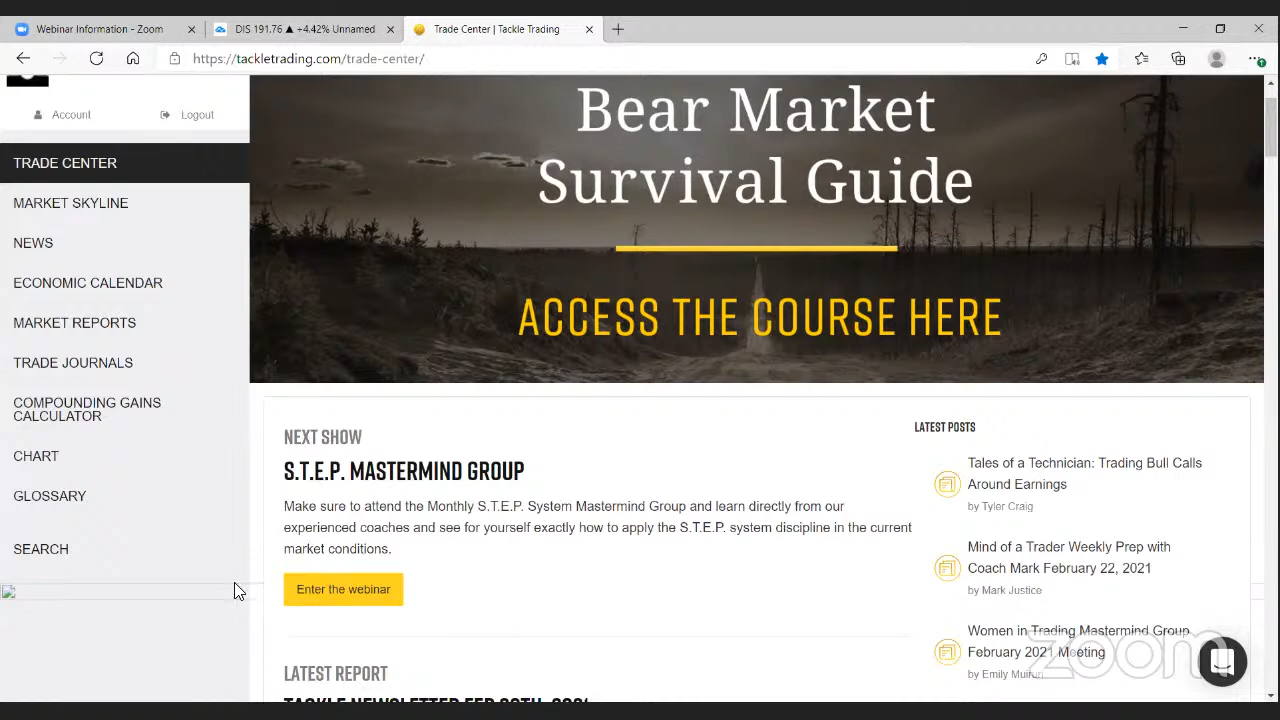 Webinar Information - Zoom
DIS 191.76 ▲ +4.42% Unnamed
Trade Center | Tackle Trading
https://tackletrading.com/trade-center/
Account
Logout
TRADE CENTER
MARKET SKYLINE
NEWS
ECONOMIC CALENDAR
MARKET REPORTS
TRADE JOURNALS
COMPOUNDING GAINS
CALCULATOR
CHART
GLOSSARY
SEARCH
Bear Market
Survival Guide
ACCESS THE COURSE HERE
NEXT SHOW
S.T.E.P. MASTERMIND GROUP
Make sure to attend the Monthly S.T.E.P. System Mastermind Group and learn directly from our
experienced coaches and see for yourself exactly how to apply the S.T.E.P. system discipline in the current
market conditions.
Enter the webinar
LATEST REPORT
TACKLE NEWSLETTER FEB
LATEST POSTS
Tales of a Technician: Trading Bull Calls
Around Earnings
by Tyler Craig
Mind of a Trader Weekly Prep with
Coach Mark February 22, 2021
by Mark Justice
Women in Trading Mastermind Group
February 2021 Meeting
by Emily Muiruri
zoom